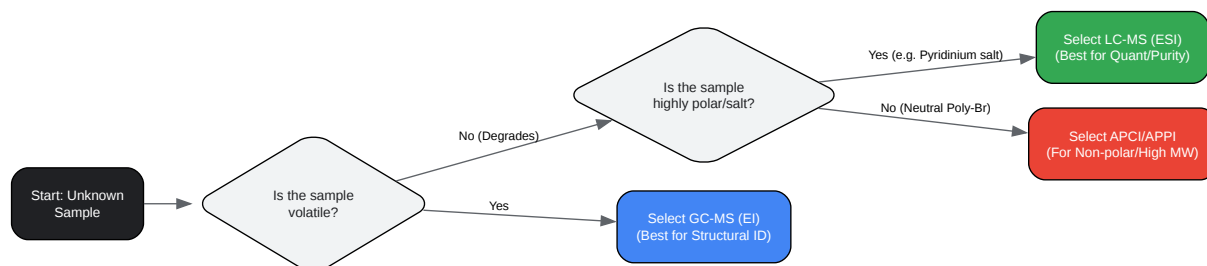 Start: Unknown
Sample
Is the sample
volatile?
No (Degrades)
Yes
Is the sample
highly polar/salt?
Select GC-MS (EI)
(Best for Structural ID)
Yes (e.g. Pyridinium salt)
No (Neutral Poly-Br)
Select LC-MS (ESI)
(Best for Quant/Purity)
Select APCI/APPI
(For Non-polar/High MW)